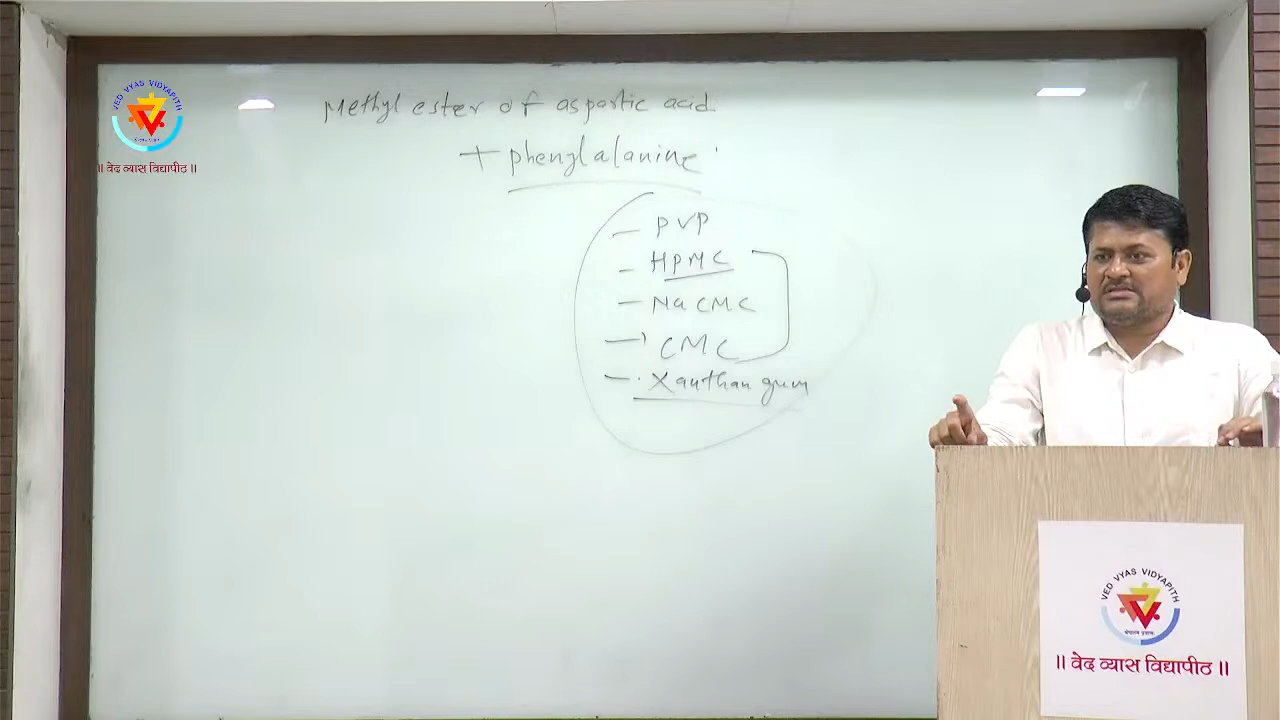 VED VYAS VIDYAPITH
|| वेद व्यास विद्यापीठ ||
Methyl ester of aspartic acid.
+ phenylalanine
— PVP
— HPMC
— Na CMC
— CMC
— Xanthan gum
VED VYAS VIDYAPITH
|| वेद व्यास विद्यापीठ ||